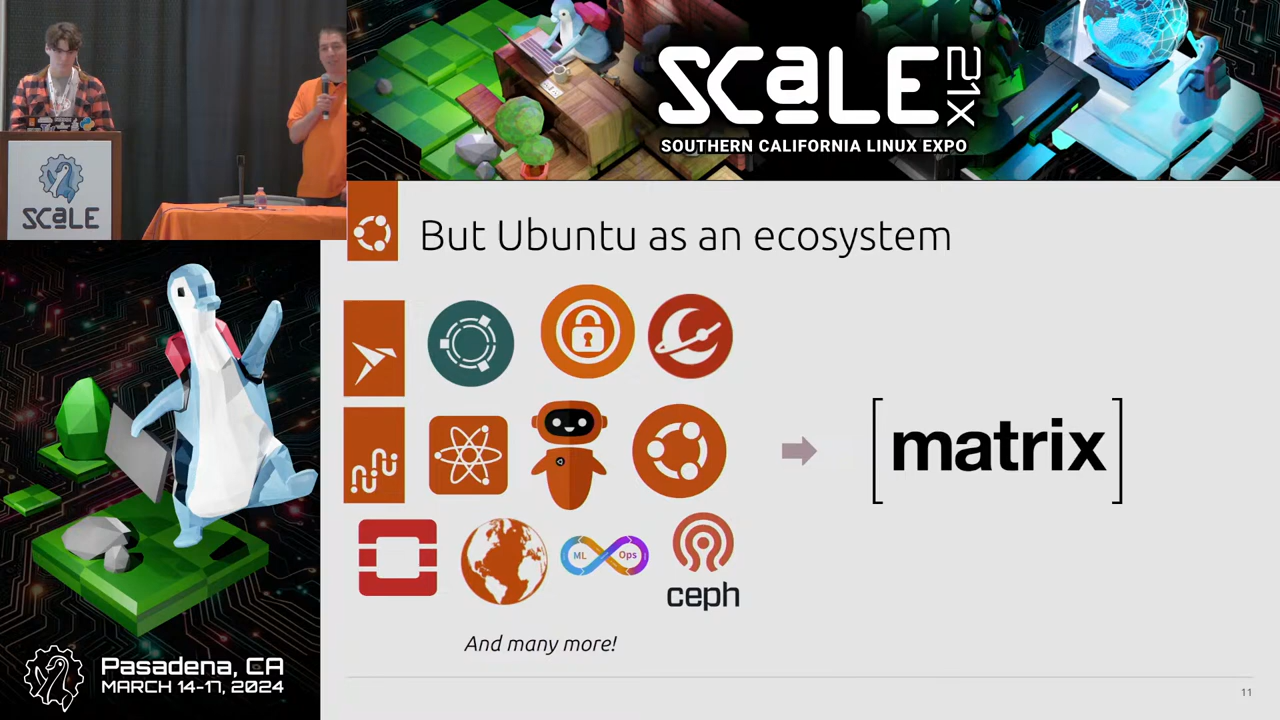 SCALE 21X
SOUTHERN CALIFORNIA LINUX EXPO
SCALE
But Ubuntu as an ecosystem
ML Ops
ceph
And many more!
[matrix]
Pasadena, CA
MARCH 14-17, 2024
11